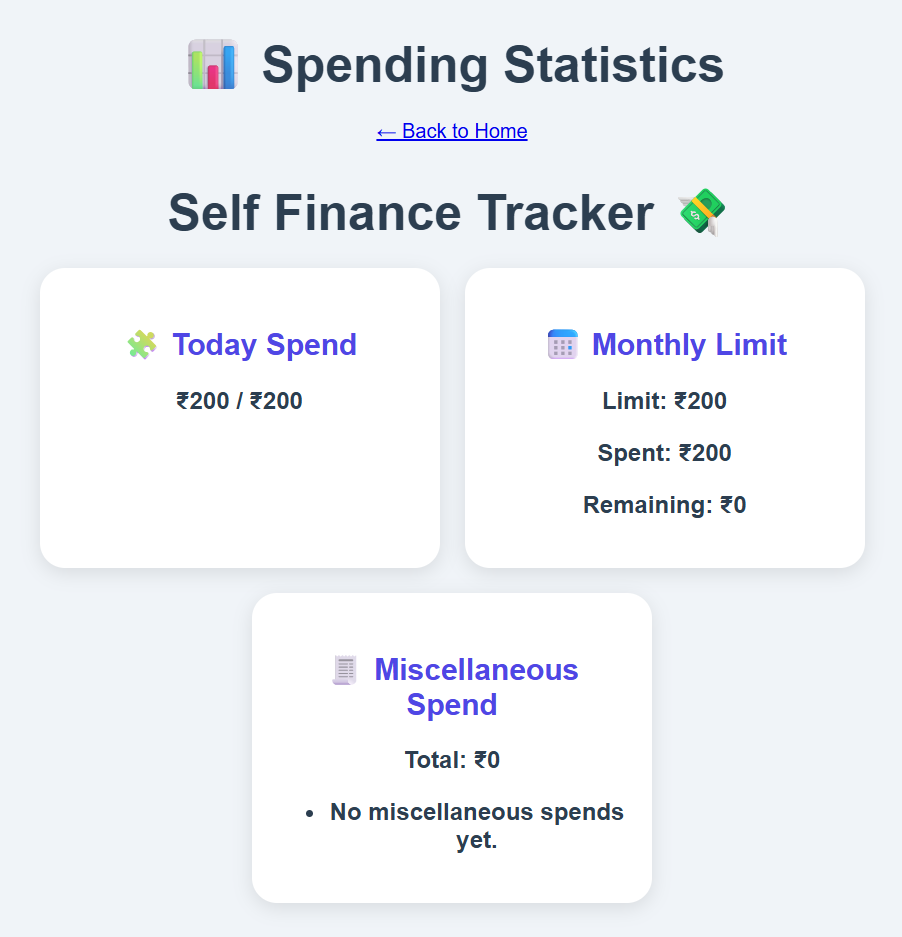 Spending Statistics
← Back to Home
Self Finance Tracker
Today Spend
₹200 / ₹200
Monthly Limit
Limit: ₹200
Spent: ₹200
Remaining: ₹0
Miscellaneous
Spend
Total: ₹0
• No miscellaneous spends
yet.